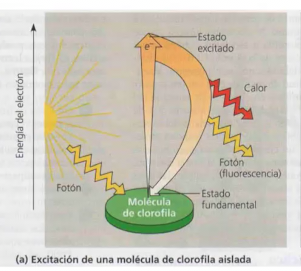 Estado
excitado
e⁻
Energía del electrón
Calor
Fotón
(fluorescencia)
Fotón
Estado
fundamental
Molécula
de clorofila
(a) Excitación de una molécula de clorofila aislada